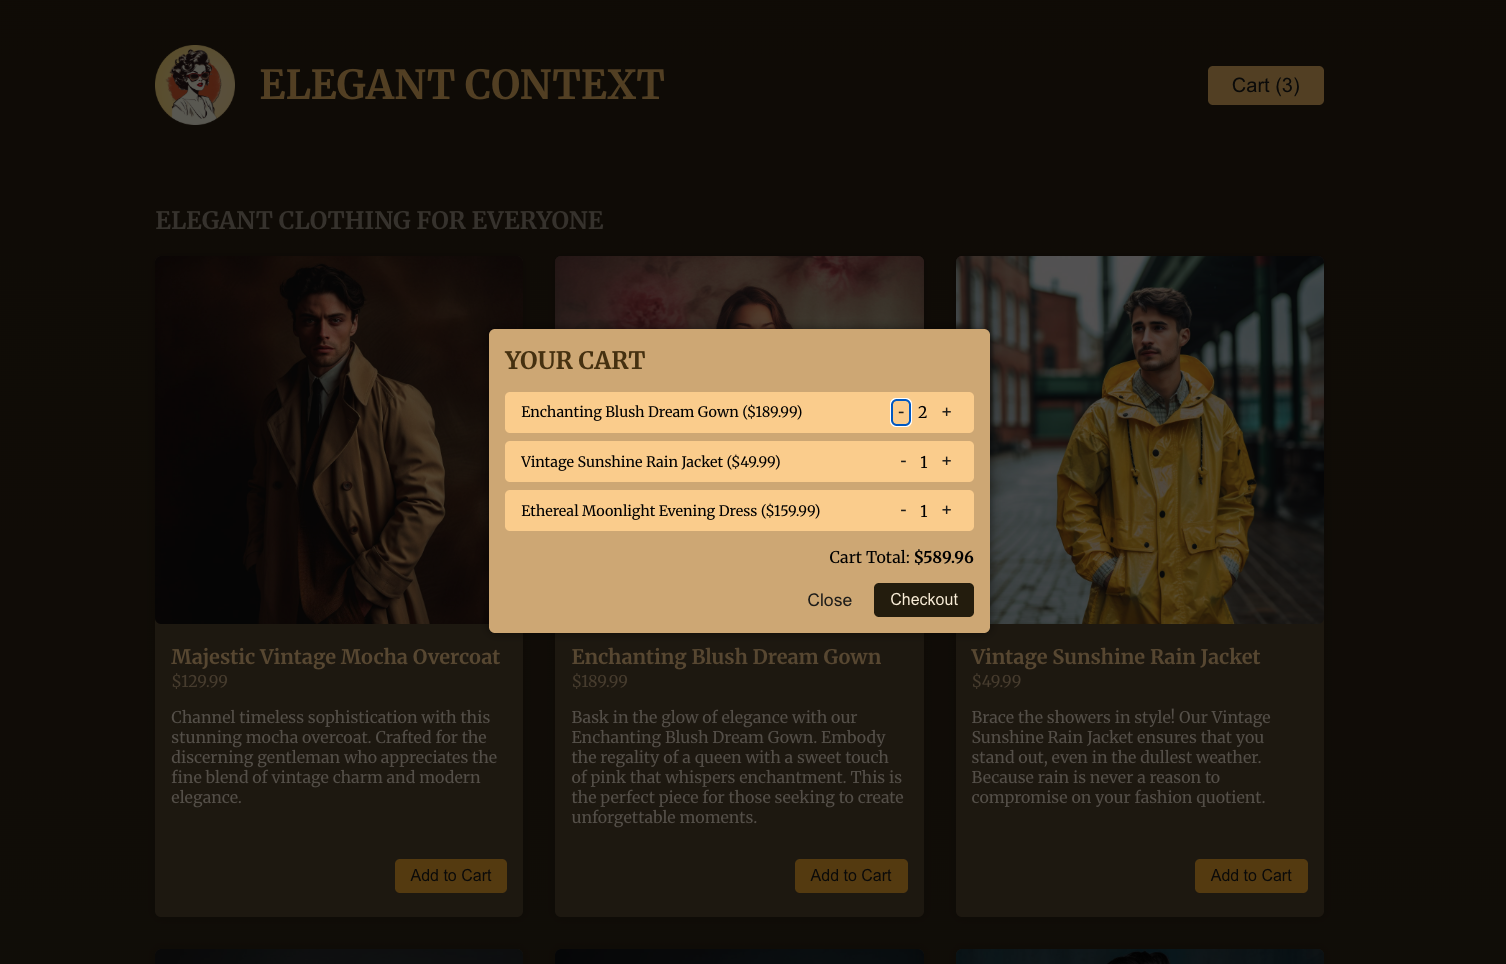 ELEGANT CONTEXT
Cart (3)
ELEGANT CLOTHING FOR EVERYONE
YOUR CART
Enchanting Blush Dream Gown ($189.99) - 2 +
Vintage Sunshine Rain Jacket ($49.99) - 1 +
Ethereal Moonlight Evening Dress ($159.99) - 1 +
Cart Total: $589.96
Close Checkout
Majestic Vintage Mocha Overcoat
$129.99
Channel timeless sophistication with this
stunning mocha overcoat. Crafted for the
discerning gentleman who appreciates the
fine blend of vintage charm and modern
elegance.
Add to Cart
Enchanting Blush Dream Gown
$189.99
Bask in the glow of elegance with our
Enchanting Blush Dream Gown. Embody
the regality of a queen with a sweet touch
of pink that whispers enchantment. This is
the perfect piece for those seeking to create
unforgettable moments.
Add to Cart
Vintage Sunshine Rain Jacket
$49.99
Brace the showers in style! Our Vintage
Sunshine Rain Jacket ensures that you
stand out, even in the dullest weather.
Because rain is never a reason to
compromise on your fashion quotient.
Add to Cart